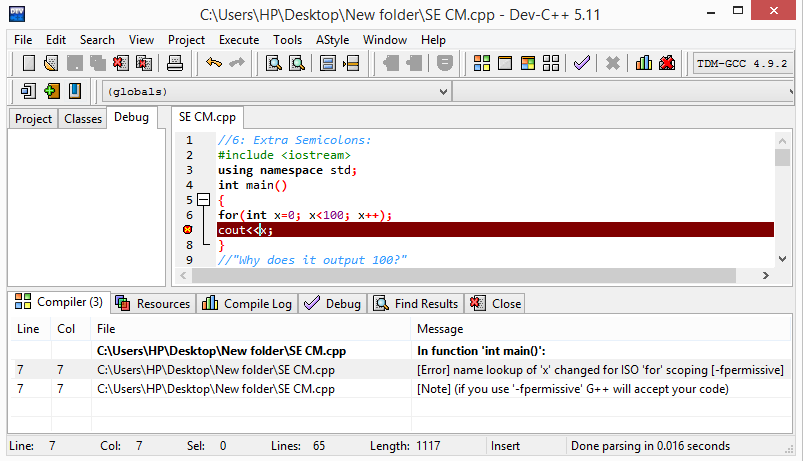 C:\Users\HP\Desktop\New folder\SE CM.cpp - Dev-C++ 5.11
File Edit Search View Project Execute Tools AStyle Window Help
TDM-GCC 4.9.2
(globals)
Project Classes Debug SE CM.cpp
1 //6: Extra Semicolons:
2 #include <iostream>
3 using namespace std;
4 int main()
5 {
6 for(int x=0; x<100; x++);
7 cout<<x;
8 }
9 //"Why does it output 100?"
Compiler (3) Resources Compile Log Debug Find Results Close
Line Col File Message
C:\Users\HP\Desktop\New folder\SE CM.cpp In function 'int main()':
7 7 C:\Users\HP\Desktop\New folder\SE CM.cpp [Error] name lookup of 'x' changed for ISO 'for' scoping [-fpermissive]
7 7 C:\Users\HP\Desktop\New folder\SE CM.cpp [Note] (if you use '-fpermissive' G++ will accept your code)
Line: 7 Col: 7 Sel: 0 Lines: 65 Length: 1117 Insert Done parsing in 0.016 seconds